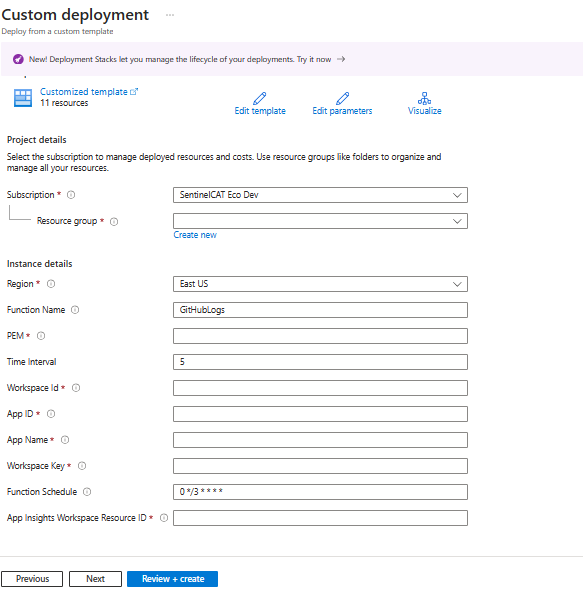 Custom deployment ...
Deploy from a custom template
New! Deployment Stacks let you manage the lifecycle of your deployments. Try it now →
Customized template
11 resources
Edit template
Edit parameters
Visualize
Project details
Select the subscription to manage deployed resources and costs. Use resource groups like folders to organize and
manage all your resources.
Subscription *
SentinelCAT Eco Dev
Resource group *
Create new
Instance details
Region *
East US
Function Name
GitHubLogs
PEM *
Time Interval
5
Workspace Id *
App ID *
App Name *
Workspace Key *
Function Schedule
0 */3 * * * *
App Insights Workspace Resource ID *
Previous
Next
Review + create